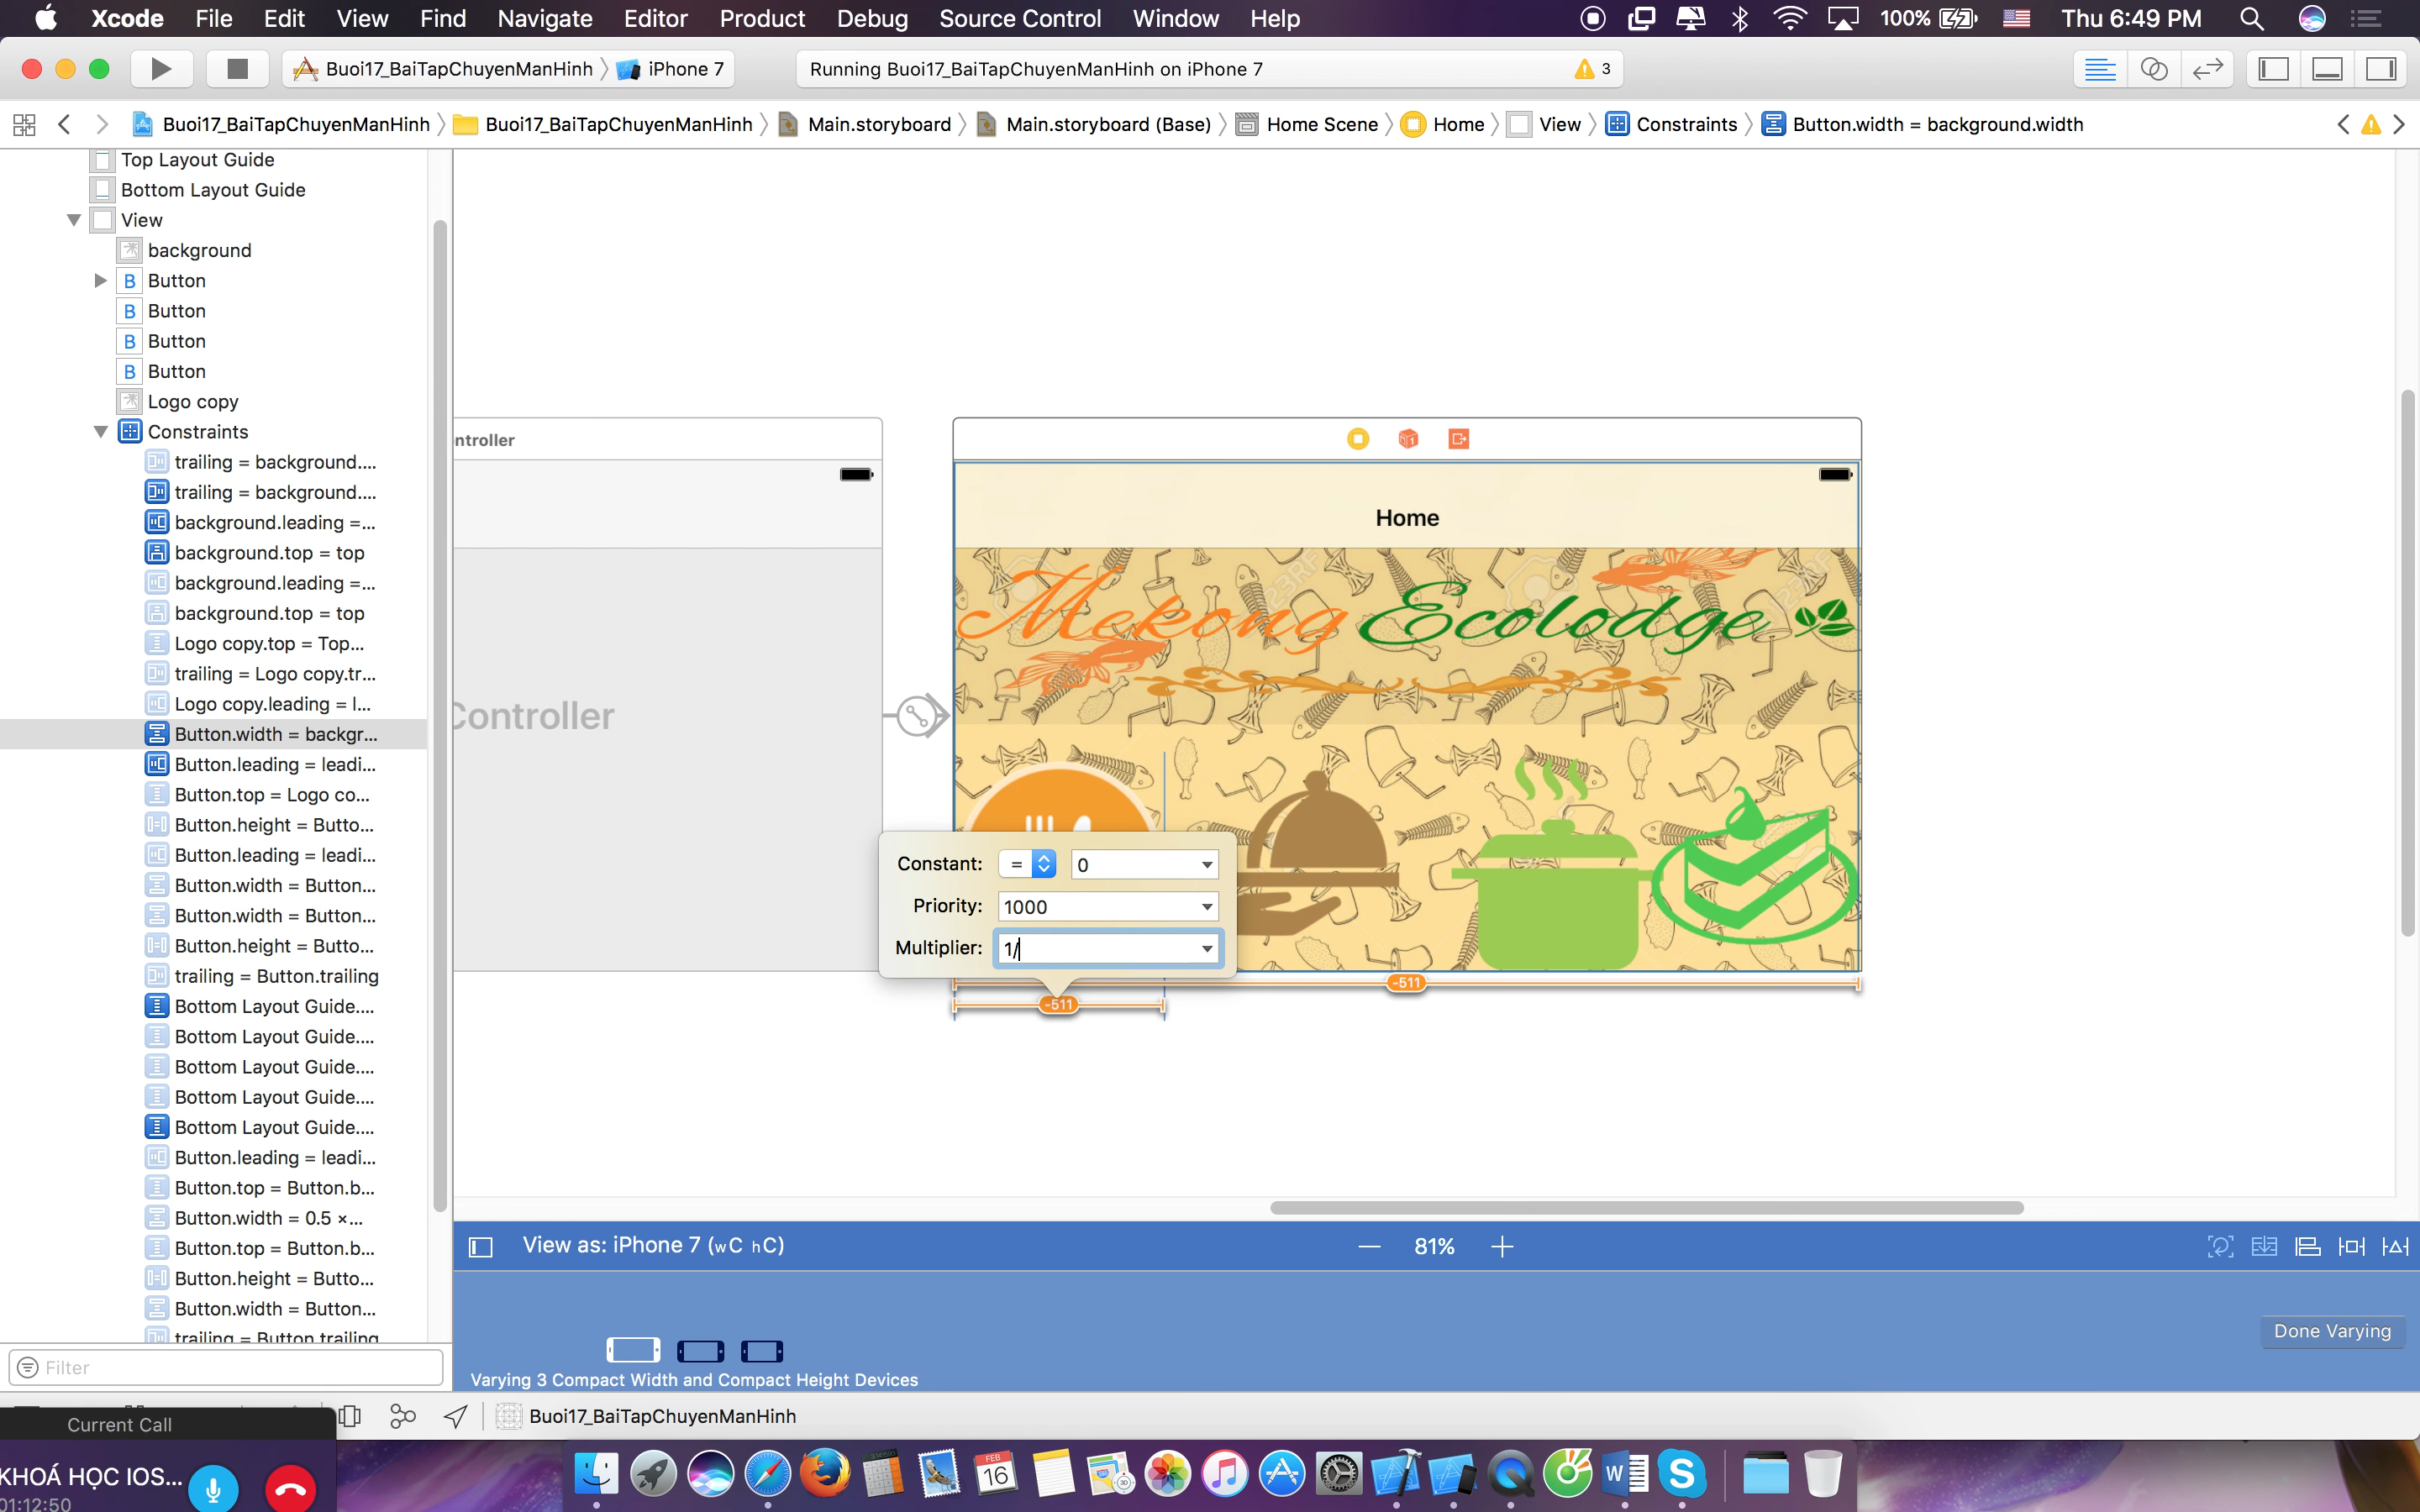 Xcode File Edit View Find Navigate Editor Product Debug Source Control Window Help 100% Thu 6:49 PM
Buoi17_BaiTapChuyenManHinh iPhone 7 Running Buoi17_BaiTapChuyenManHinh on iPhone 7 3
Buoi17_BaiTapChuyenManHinh Buoi17_BaiTapChuyenManHinh Main.storyboard Main.storyboard (Base) Home Scene Home View Constraints Button.width = background.width
Top Layout Guide
Bottom Layout Guide
View
background
B Button
B Button
B Button
B Button
Logo copy
Constraints
trailing = background....
trailing = background....
background.leading =...
background.top = top
background.leading =...
background.top = top
Logo copy.top = Top...
trailing = Logo copy.tr...
Logo copy.leading = l...
Button.width = backgr...
Button.leading = leadi...
Button.top = Logo co...
Button.height = Butto...
Button.leading = leadi...
Button.width = Button...
Button.width = Button...
Button.height = Butto...
trailing = Button.trailing
Bottom Layout Guide....
Bottom Layout Guide....
Bottom Layout Guide....
Bottom Layout Guide....
Bottom Layout Guide....
Button.leading = leadi...
Button.top = Button.b...
Button.width = 0.5 ×...
Button.top = Button.b...
Button.height = Butto...
Button.width = Button...
trailing = Button.trailing
Filter
ntroller
Controller
Home
Mekong Ecolodge
Constant: = 0
Priority: 1000
Multiplier: 1/
-511
-511
View as: iPhone 7 (wC hC) 81%
Done Varying
Varying 3 Compact Width and Compact Height Devices
Buoi17_BaiTapChuyenManHinh
Current Call
KHOÁ HỌC IOS...
01:12:50
FEB
16